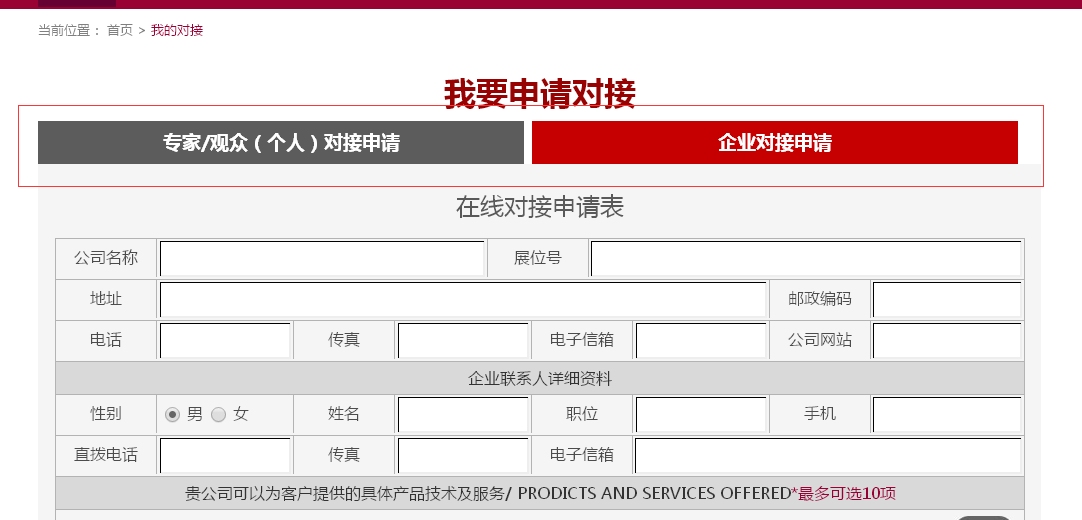 当前位置： 首页 > 我的对接
我要申请对接
专家/观众（个人）对接申请 企业对接申请
在线对接申请表
公司名称 展位号
地址 邮政编码
电话 传真 电子信箱 公司网站
企业联系人详细资料
性别 男 女 姓名 职位 手机
直拨电话 传真 电子信箱
贵公司可以为客户提供的具体产品技术及服务/ PRODICTS AND SERVICES OFFERED*最多可选10项